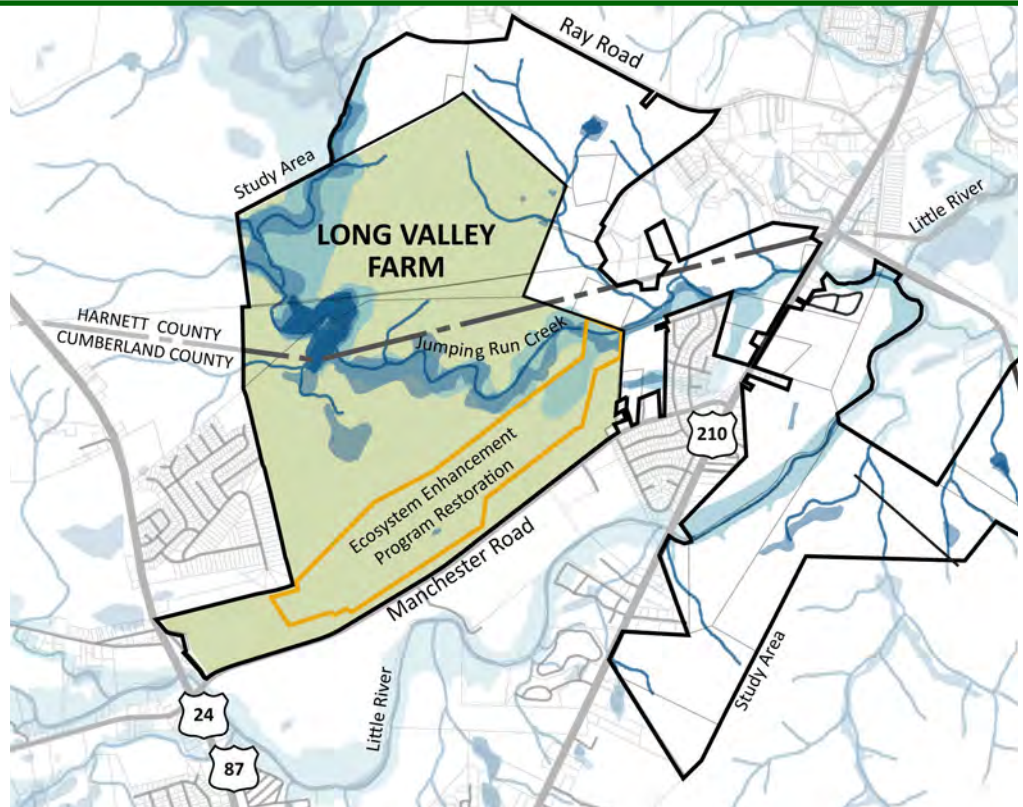 Ray Road
Study Area
Little River
LONG VALLEY
FARM
HARNETT COUNTY
CUMBERLAND COUNTY
Jumping Run Creek
210
Ecosystem Enhancement
Program Restoration
Manchester Road
Study Area
Little River
24
87